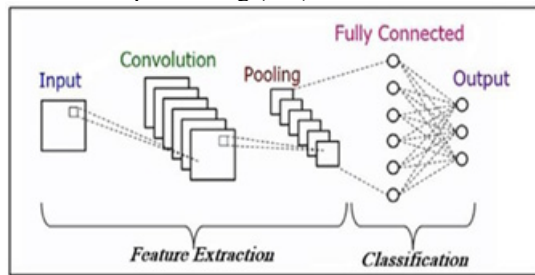 Fully Connected
Convolution
Input
Pooling
Output
Feature Extraction
Classification